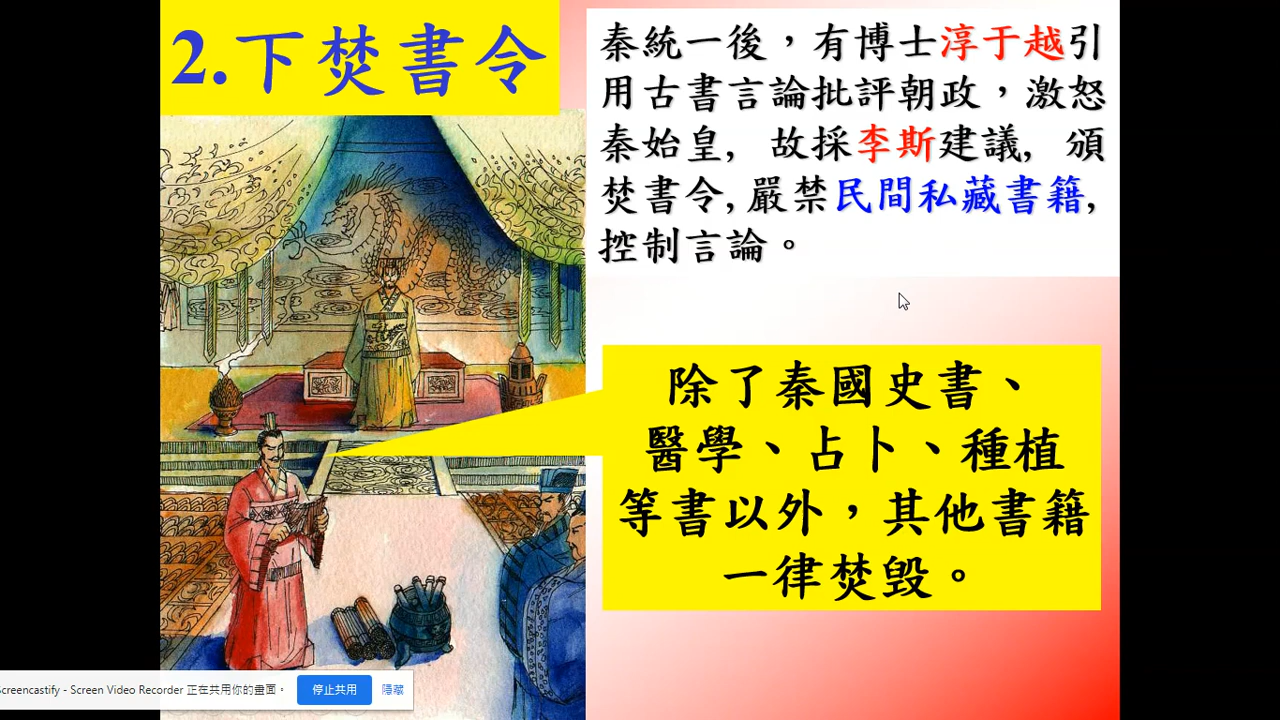 2.下焚書令
秦統一後，有博士淳于越引
用古書言論批評朝政，激怒
秦始皇, 故採李斯建議, 頒
焚書令,嚴禁民間私藏書籍,
控制言論。
除了秦國史書、
醫學、占卜、種植
等書以外，其他書籍
一律焚毀。
Screencastify - Screen Video Recorder 正在共用你的畫面。 停止共用 隱藏